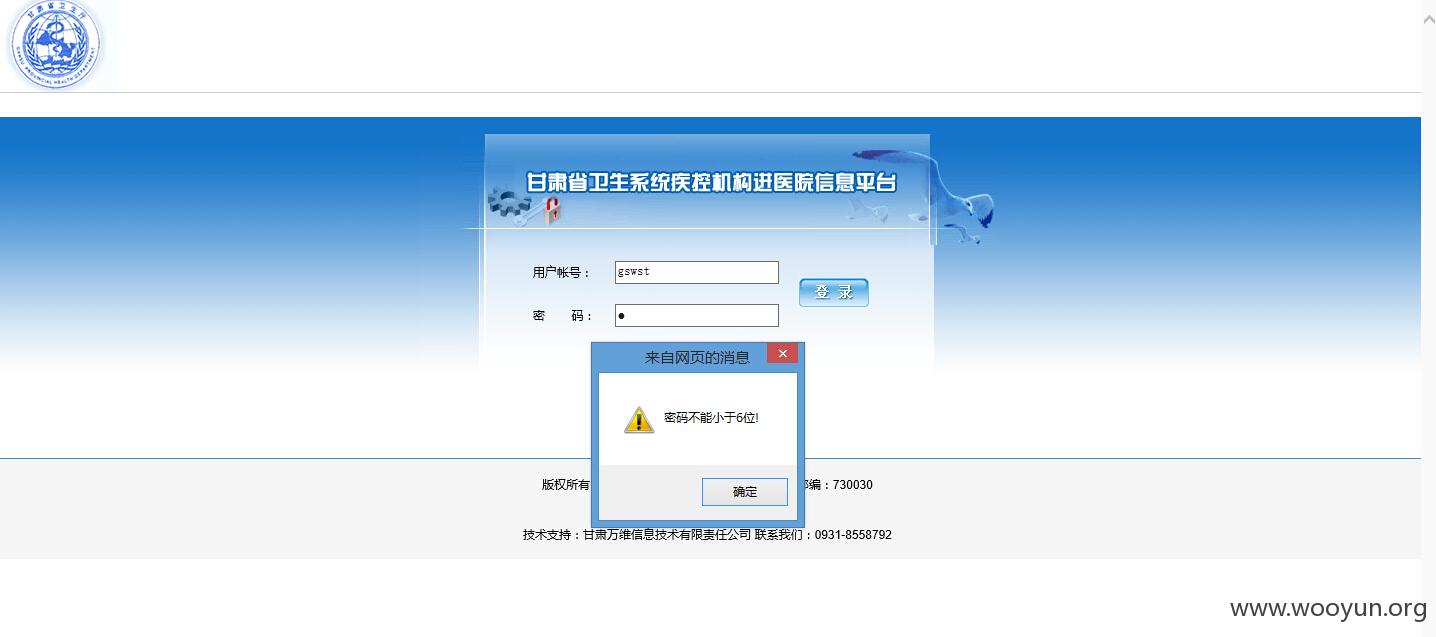 甘肃省卫生厅
GANSU PROVINCIAL HEALTH DEPARTMENT
甘肃省卫生系统疾控机构进医院信息平台
用户帐号：
gswst
登 录
密 码：
●
来自网页的消息
密码不能小于6位!
确定
版权所有
邮编：730030
技术支持：甘肃万维信息技术有限责任公司 联系我们：0931-8558792
www.wooyun.org